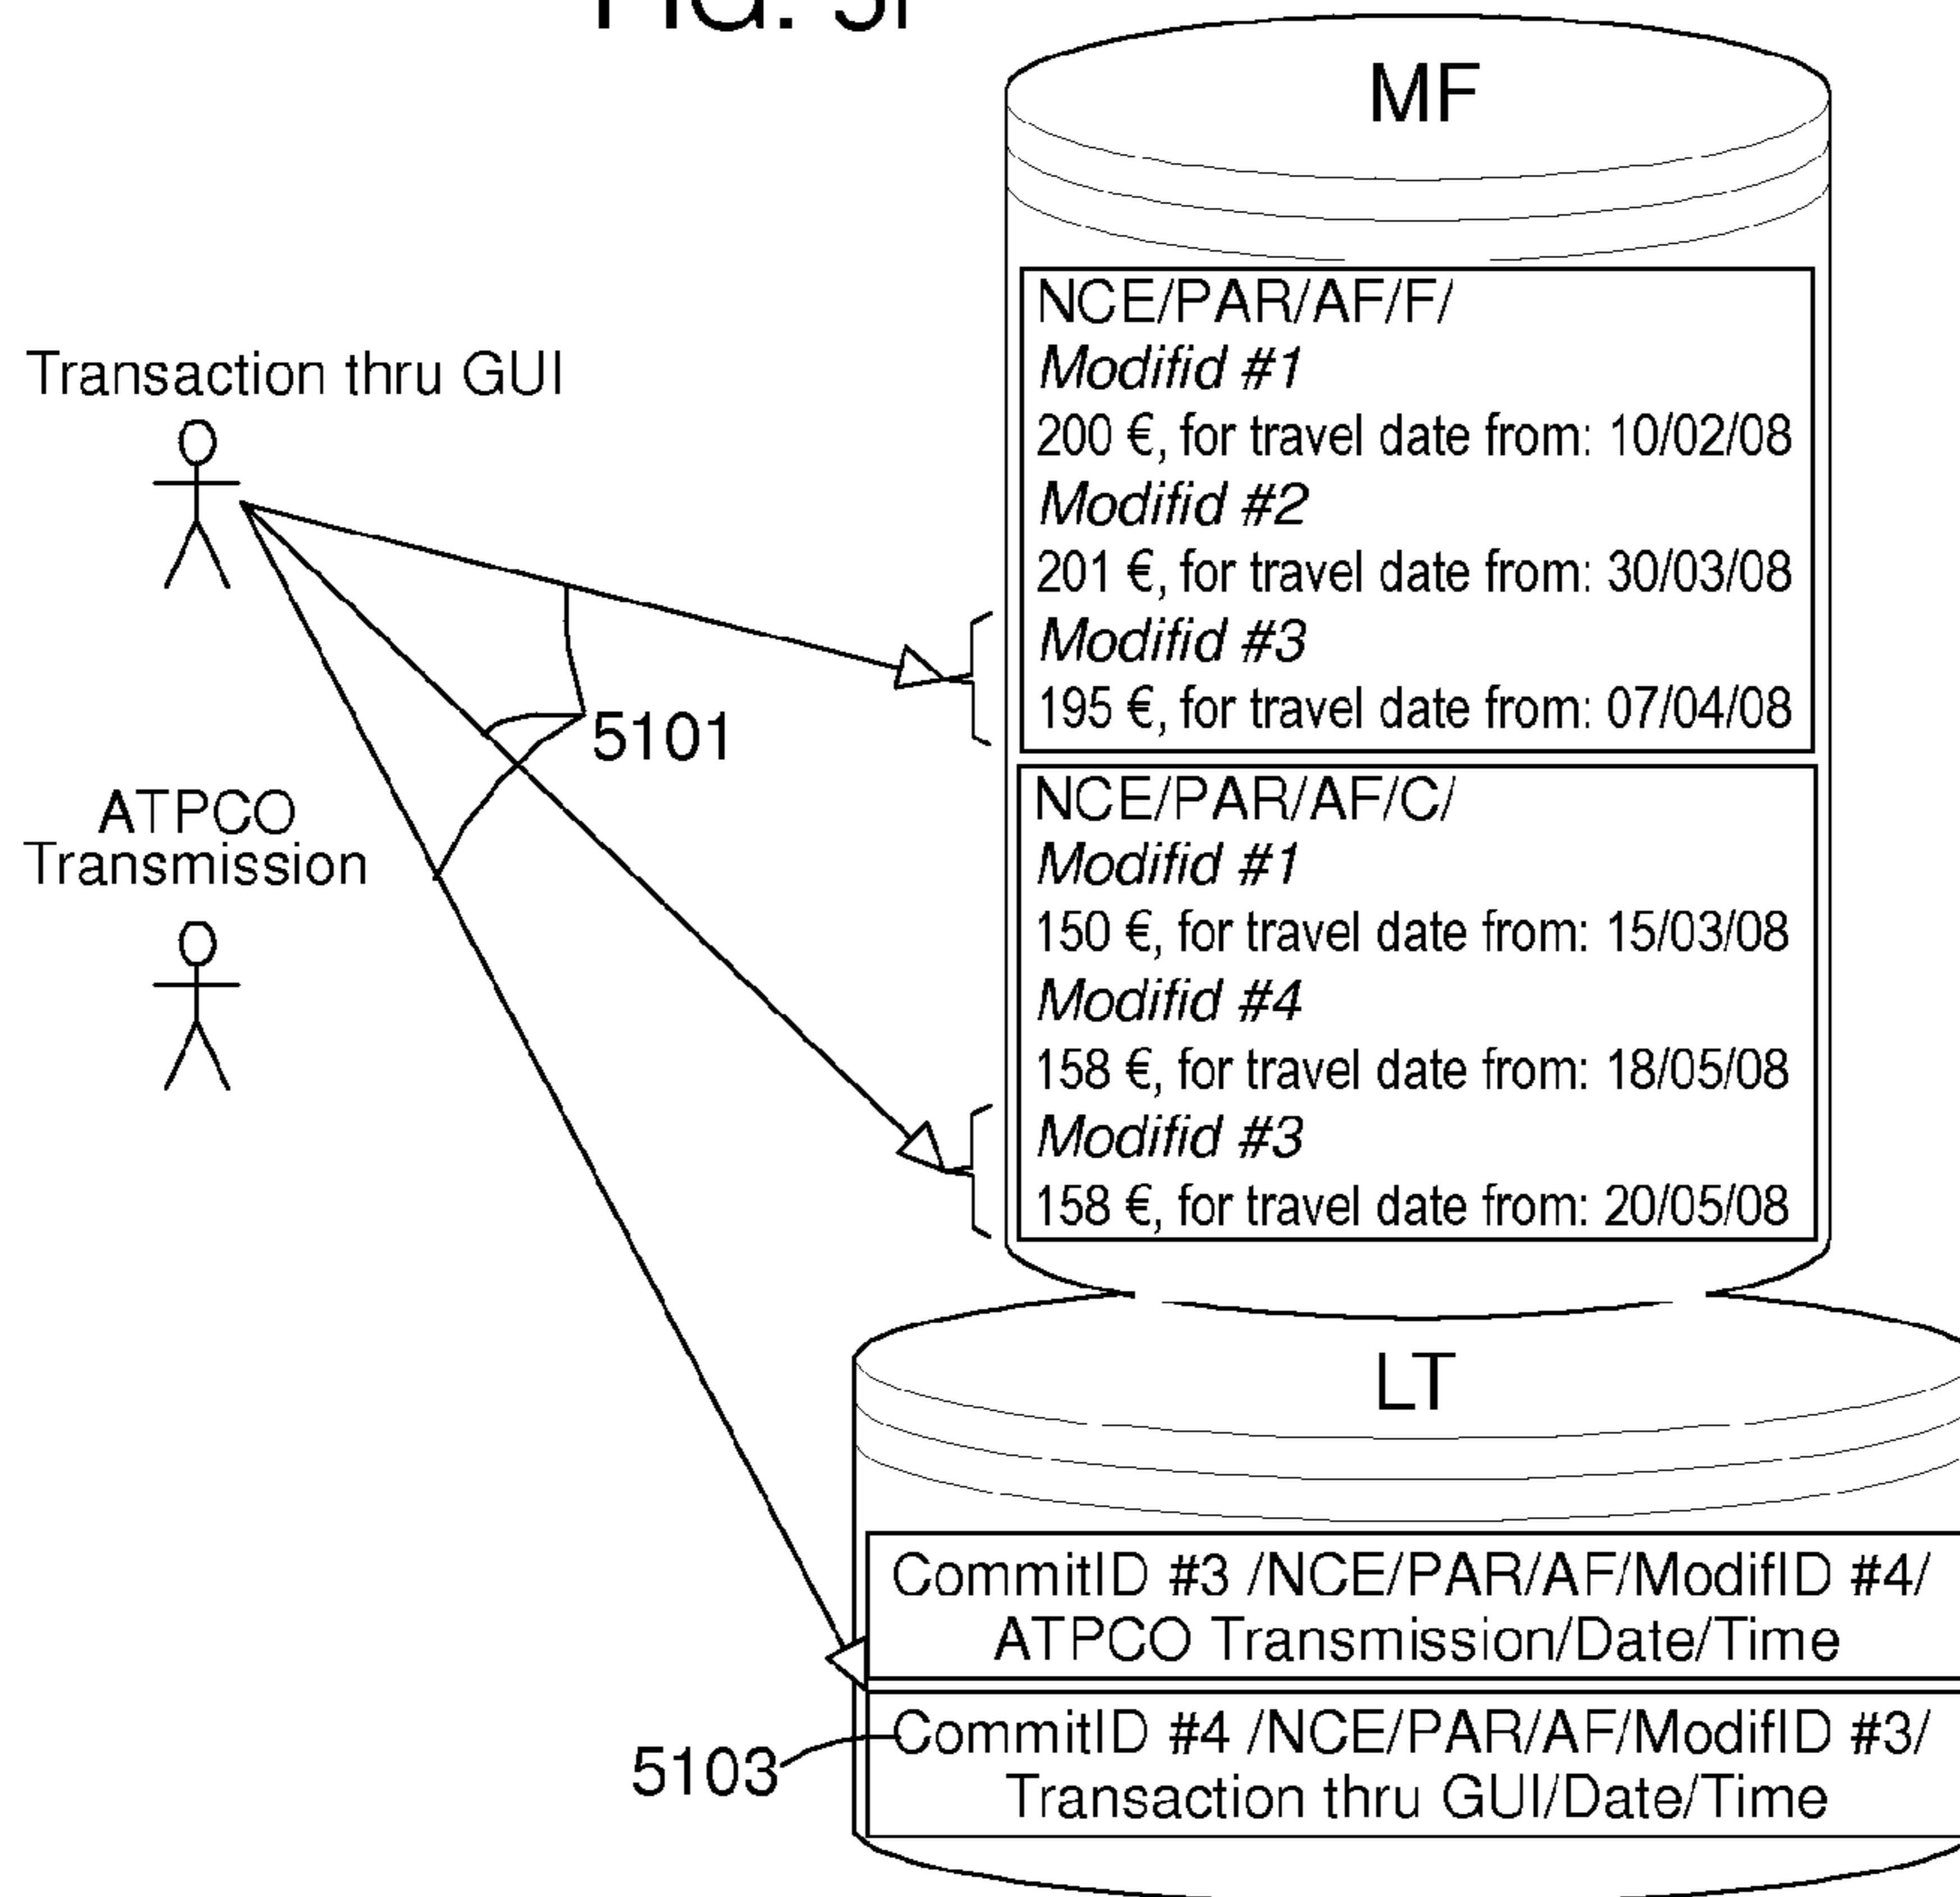 FIG. 5I
MF
NCE/PAR/AF/F/
Modifid #1
200 €, for travel date from: 10/02/08
Modifid #2
201 €, for travel date from: 30/03/08
Modifid #3
195 €, for travel date from: 07/04/08
NCE/PAR/AF/C/
Modifid #1
150 €, for travel date from: 15/03/08
Modifid #4
158 €, for travel date from: 18/05/08
Modifid #3
158 €, for travel date from: 20/05/08
Transaction thru GUI
5101
ATPCO
Transmission
LT
CommitID #3 /NCE/PAR/AF/ModifID #4/
ATPCO Transmission/Date/Time
CommitID #4 /NCE/PAR/AF/ModifID #3/
Transaction thru GUI/Date/Time
5103